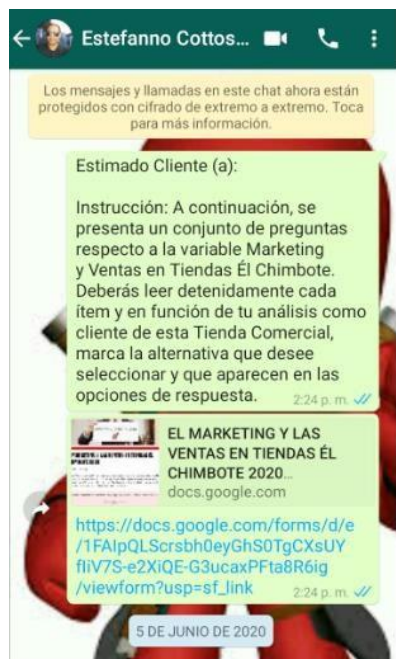 Estefanno Cottos...
Los mensajes y llamadas en este chat ahora están
protegidos con cifrado de extremo a extremo. Toca
para más información.
Estimado Cliente (a):
Instrucción: A continuación, se
presenta un conjunto de preguntas
respecto a la variable Marketing
y Ventas en Tiendas Él Chimbote.
Deberás leer detenidamente cada
ítem y en función de tu análisis como
cliente de esta Tienda Comercial,
marca la alternativa que desee
seleccionar y que aparecen en las
opciones de respuesta.
2:24 p. m.
EL MARKETING Y LAS
VENTAS EN TIENDAS ÉL
CHIMBOTE 2020...
docs.google.com
https://docs.google.com/forms/d/e
/1FAIpQLScrsbh0eyGhS0TgCXsUY
fliV7S-e2XiQE-G3ucaxPFta8R6ig
/viewform?usp=sf_link
2:24 p. m.
5 DE JUNIO DE 2020